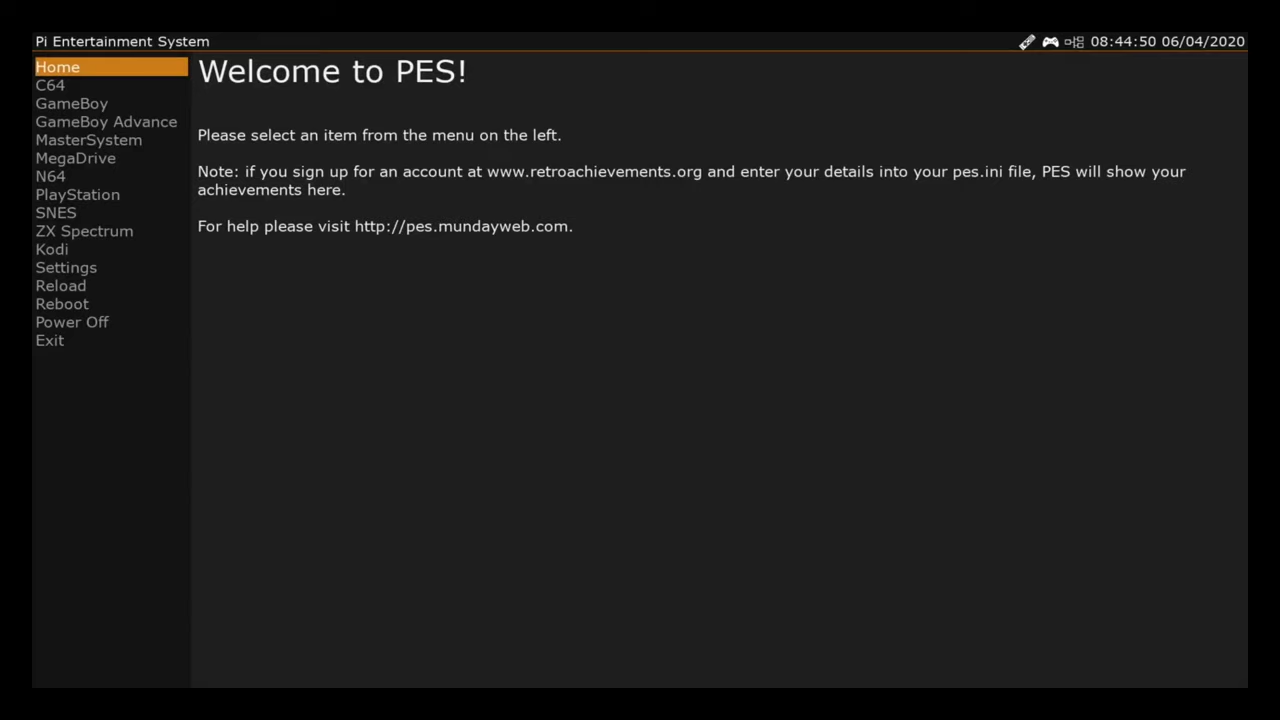 Pi Entertainment System
08:44:50 06/04/2020
Home
C64
GameBoy
GameBoy Advance
MasterSystem
MegaDrive
N64
PlayStation
SNES
ZX Spectrum
Kodi
Settings
Reload
Reboot
Power Off
Exit
Welcome to PES!
Please select an item from the menu on the left.
Note: if you sign up for an account at www.retroachievements.org and enter your details into your pes.ini file, PES will show your
achievements here.
For help please visit http://pes.mundayweb.com.